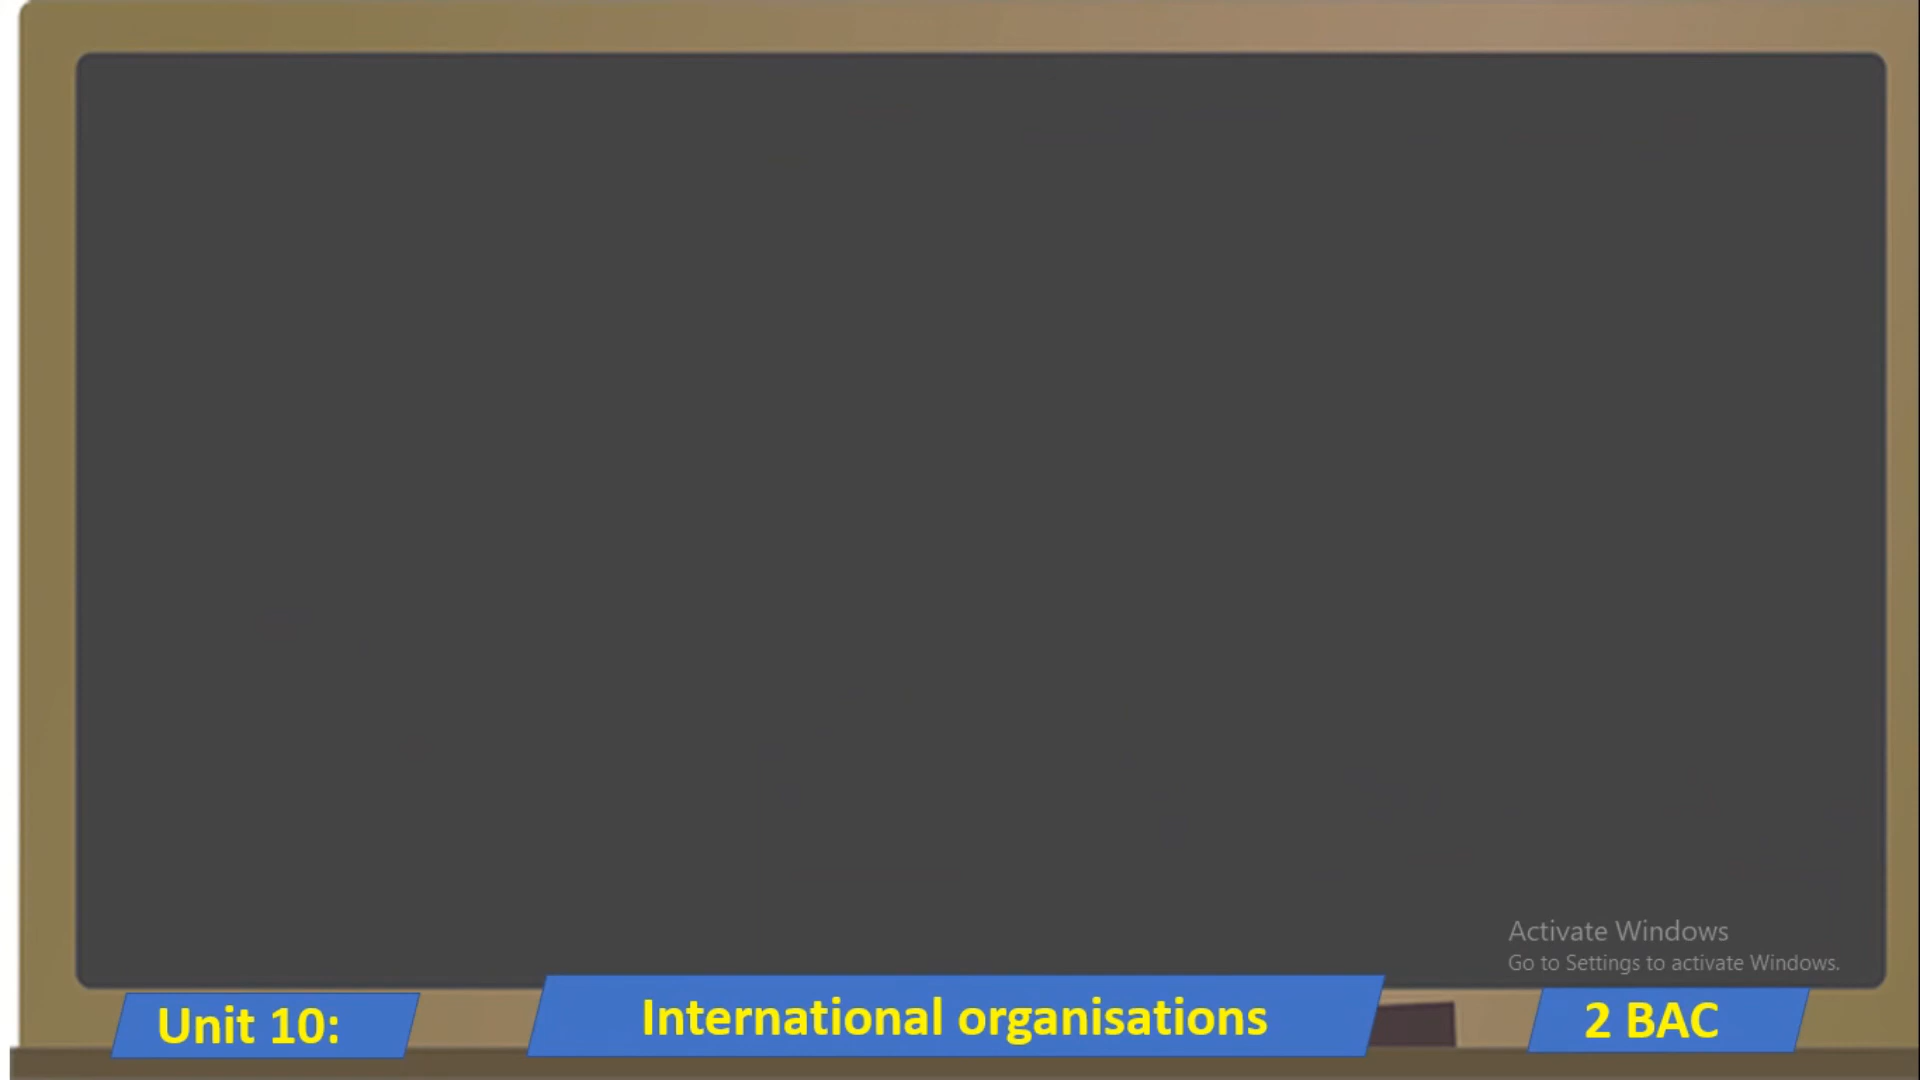 Activate Windows
Go to Settings to activate Windows.
Unit 10:
International organisations
2 BAC